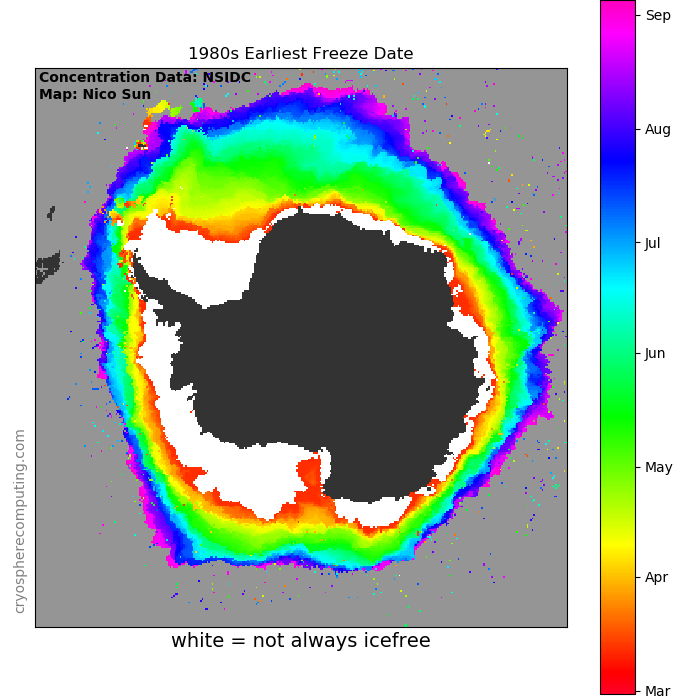 1980s Earliest Freeze Date
Concentration Data: NSIDC
Map: Nico Sun
Sep
Aug
Jul
Jun
May
Apr
Mar
cryospherecomputing.com
white = not always icefree